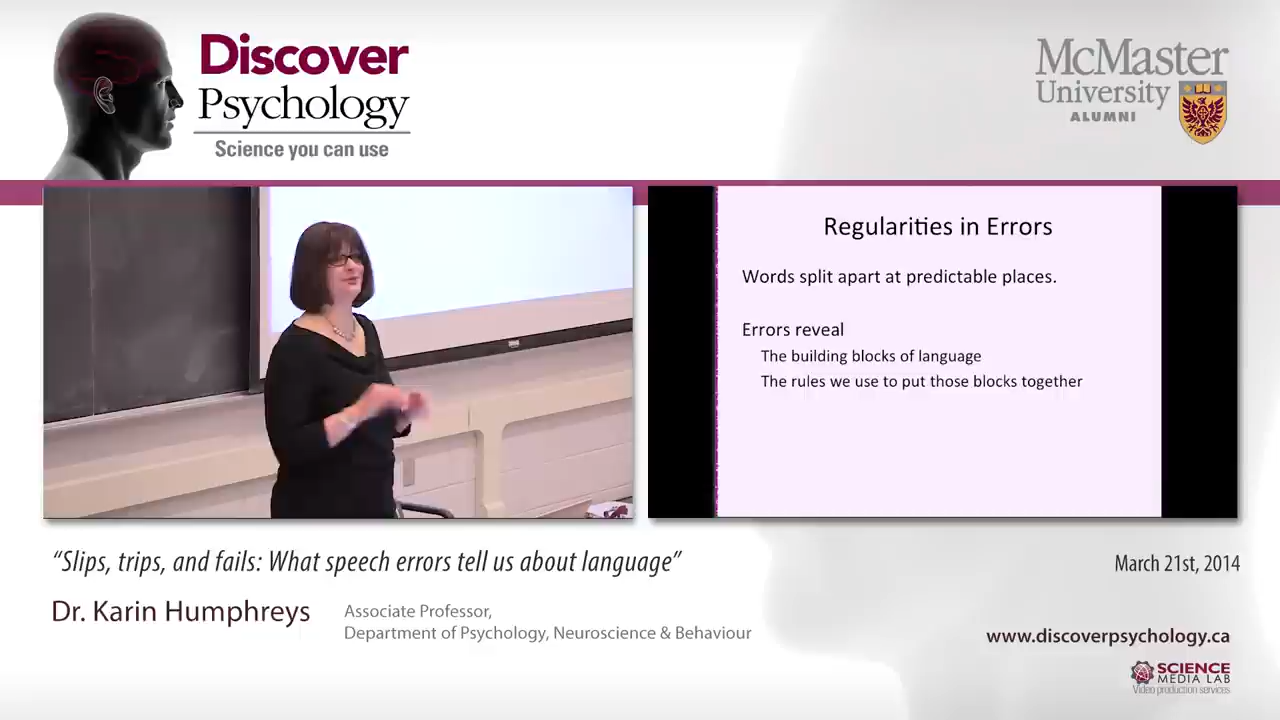 Discover
Psychology
Science you can use
McMaster
University
ALUMNI
Regularities in Errors
Words split apart at predictable places.
Errors reveal
The building blocks of language
The rules we use to put those blocks together
“Slips, trips, and fails: What speech errors tell us about language”
March 21st, 2014
Dr. Karin Humphreys
Associate Professor,
Department of Psychology, Neuroscience & Behaviour
www.discoverpsychology.ca
SCIENCE
MEDIA LAB
Video production services